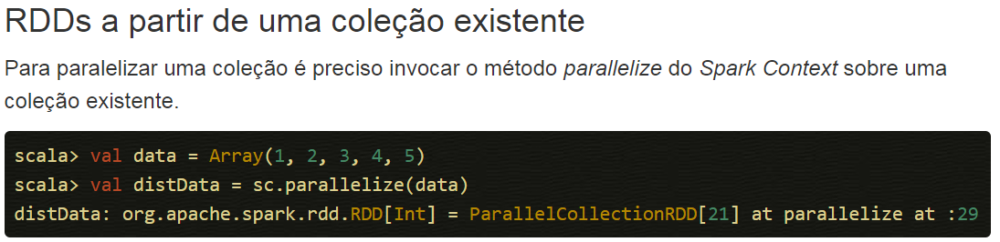 RDDs a partir de uma coleção existente
Para paralelizar uma coleção é preciso invocar o método parallelize do Spark Context sobre uma
coleção existente.
scala> val data = Array(1, 2, 3, 4, 5)
scala> val distData = sc.parallelize(data)
distData: org.apache.spark.rdd.RDD[Int] = ParallelCollectionRDD[21] at parallelize at :29